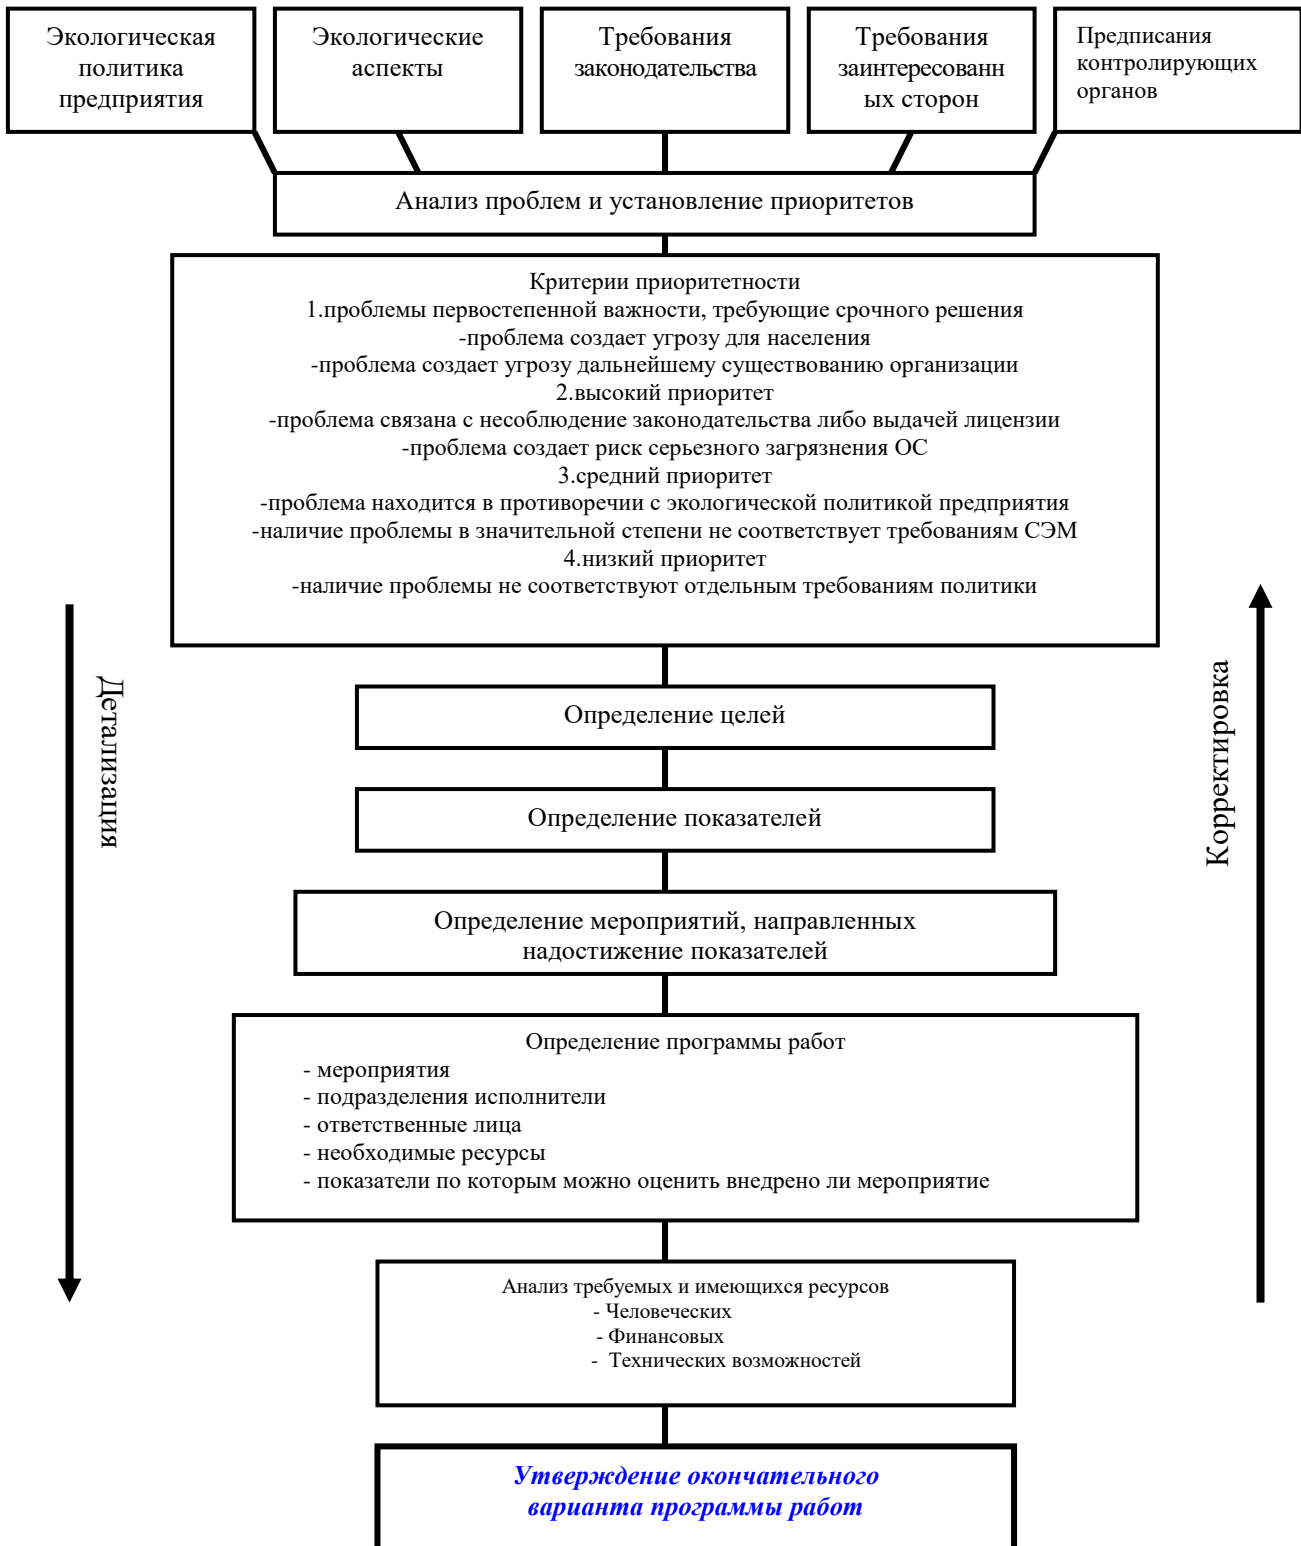 Экологическая
политика
предприятия
Экологические
аспекты
Требования
законодательства
Требования
заинтересованн
ых сторон
Предписания
контролирующих
органов
Анализ проблем и установление приоритетов
Критерии приоритетности
1.проблемы первостепенной важности, требующие срочного решения
-проблема создает угрозу для населения
-проблема создает угрозу дальнейшему существованию организации
2.высокий приоритет
-проблема связана с несоблюдение законодательства либо выдачей лицензии
-проблема создает риск серьезного загрязнения ОС
3.средний приоритет
-проблема находится в противоречии с экологической политикой предприятия
-наличие проблемы в значительной степени не соответствует требованиям СЭМ
4.низкий приоритет
-наличие проблемы не соответствуют отдельным требованиям политики
Детализация
Корректировка
Определение целей
Определение показателей
Определение мероприятий, направленных
надостижение показателей
Определение программы работ
- мероприятия
- подразделения исполнители
- ответственные лица
- необходимые ресурсы
- показатели по которым можно оценить внедрено ли мероприятие
Анализ требуемых и имеющихся ресурсов
- Человеческих
- Финансовых
- Технических возможностей
Утверждение окончательного
варианта программы работ